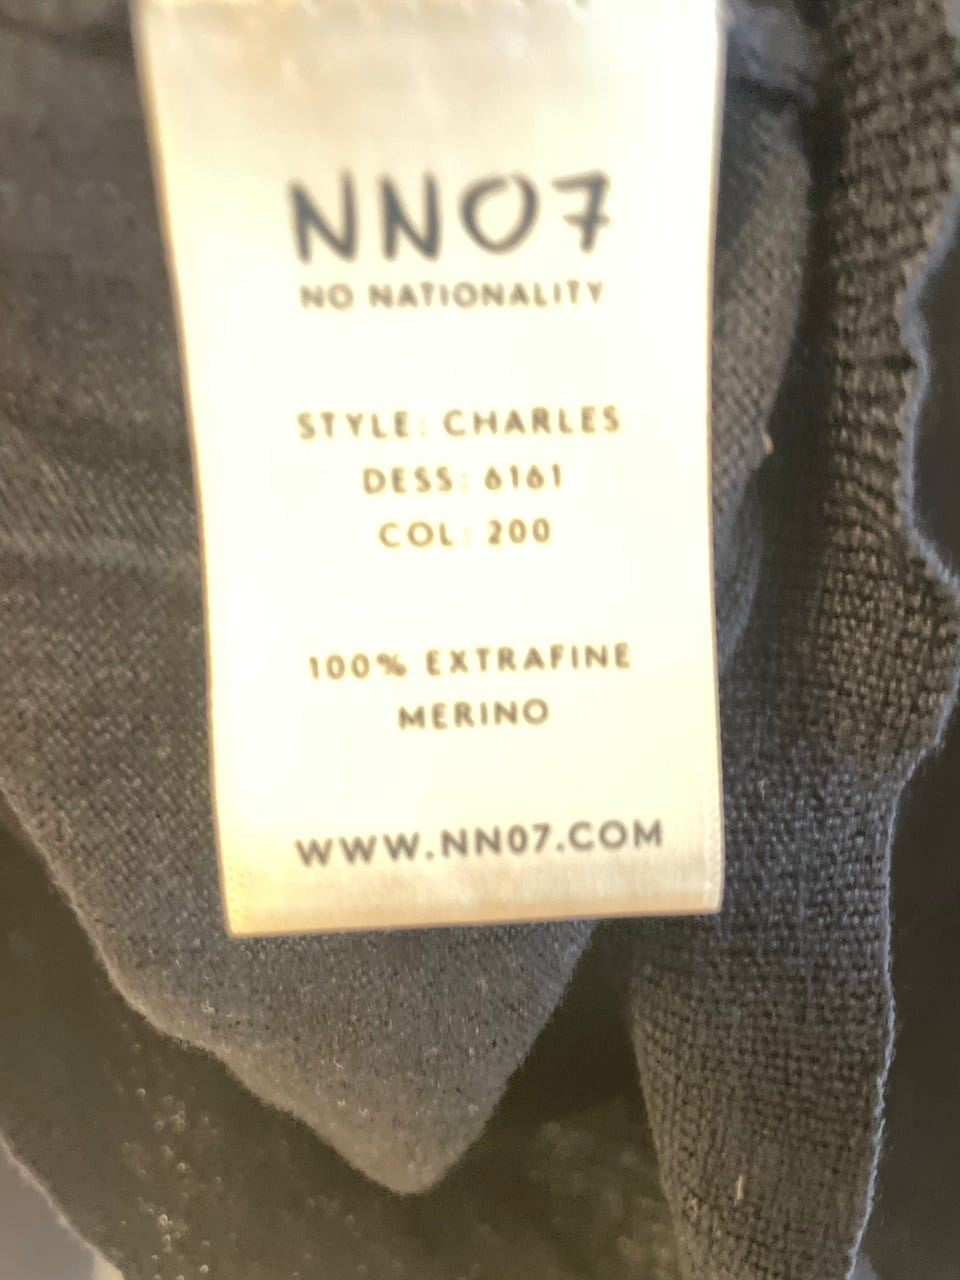 NN07
NO NATIONALITY
STYLE: CHARLES
DESS: 6161
COL: 200
100% EXTRAFINE
MERINO
WWW.NN07.COM